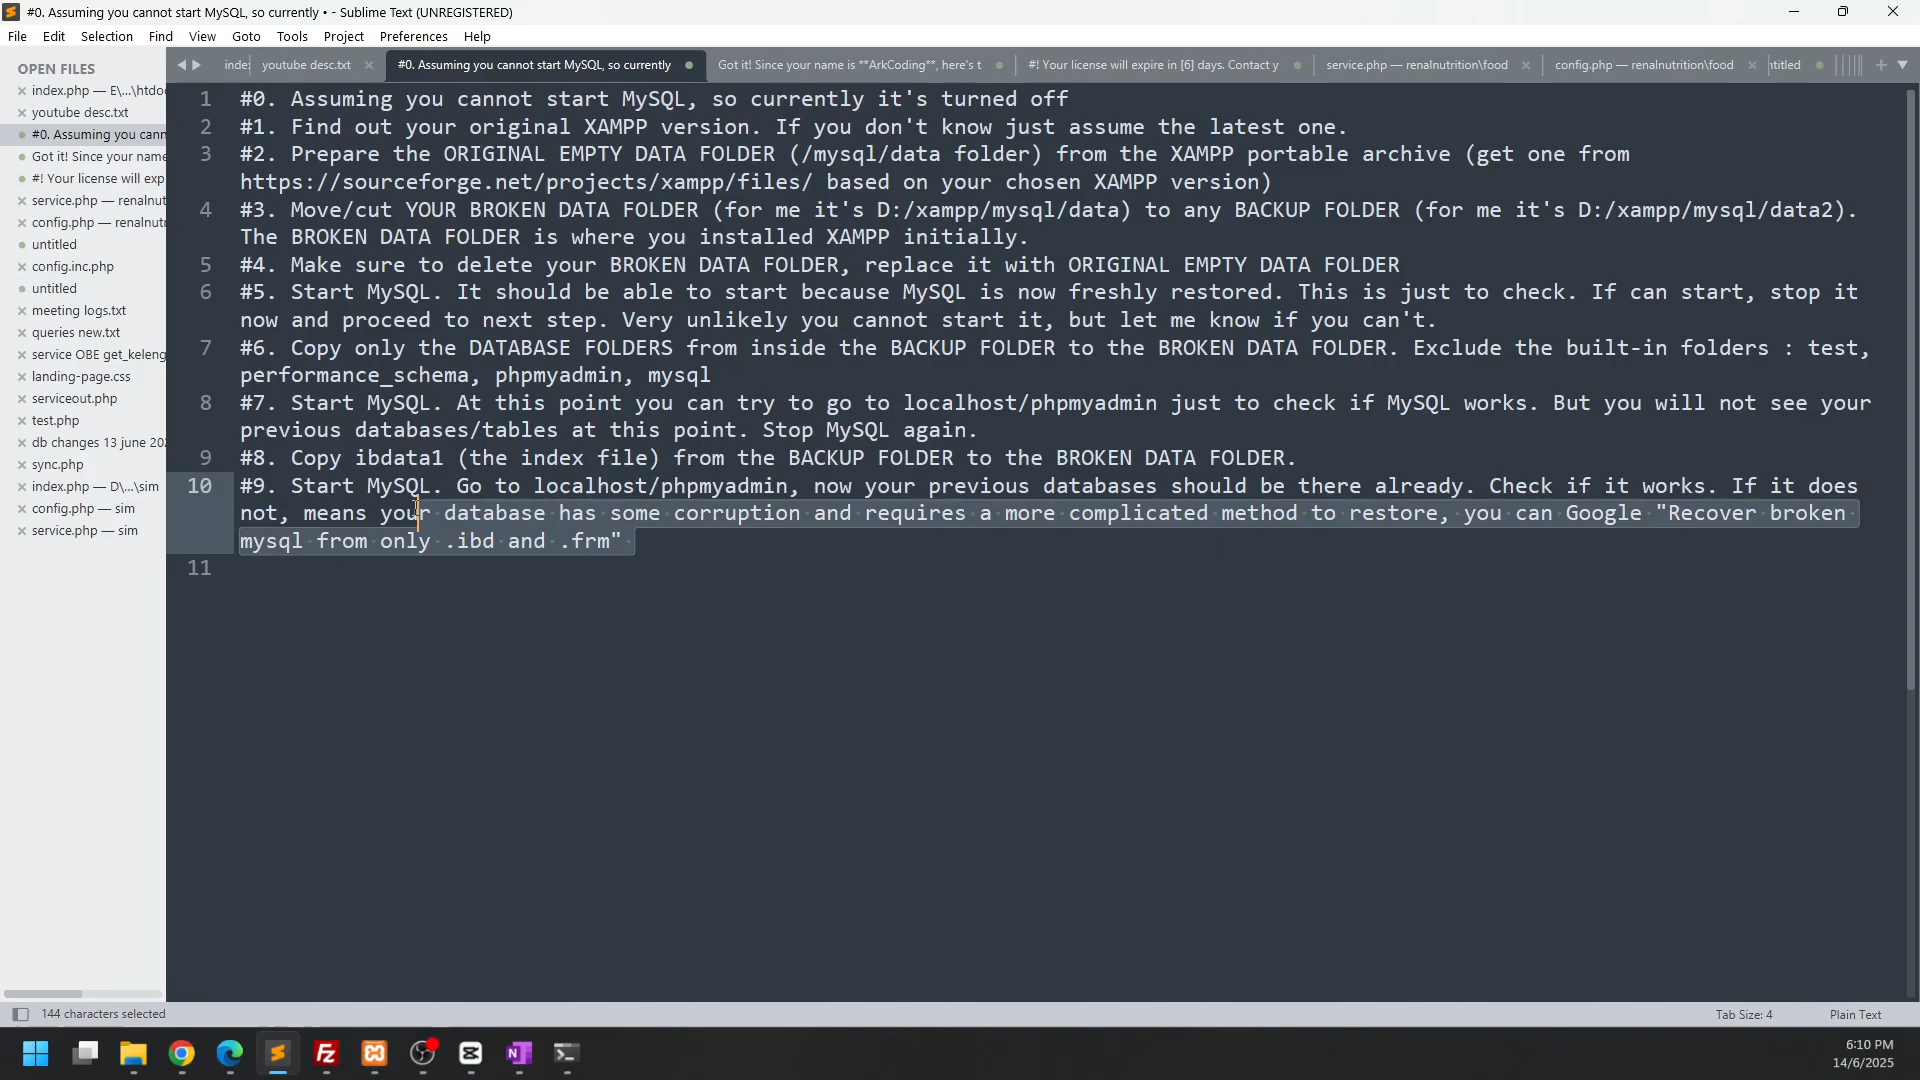 #0. Assuming you cannot start MySQL, so currently • - Sublime Text (UNREGISTERED)
File Edit Selection Find View Goto Tools Project Preferences Help
OPEN FILES
index.php — E\...\htdo
youtube desc.txt
#0. Assuming you cann
Got it! Since your name
#! Your license will exp
service.php — renalnut
config.php — renalnutr
untitled
config.inc.php
untitled
meeting logs.txt
queries new.txt
service OBE get_keleng
landing-page.css
serviceout.php
test.php
db changes 13 june 202
sync.php
index.php — D\...\sim
config.php — sim
service.php — sim
inde youtube desc.txt #0. Assuming you cannot start MySQL, so currently Got it! Since your name is **ArkCoding**, here's t #! Your license will expire in [6] days. Contact y service.php — renalnutrition\food config.php — renalnutrition\food ntitled
1 #0. Assuming you cannot start MySQL, so currently it's turned off
2 #1. Find out your original XAMPP version. If you don't know just assume the latest one.
3 #2. Prepare the ORIGINAL EMPTY DATA FOLDER (/mysql/data folder) from the XAMPP portable archive (get one from
https://sourceforge.net/projects/xampp/files/ based on your chosen XAMPP version)
4 #3. Move/cut YOUR BROKEN DATA FOLDER (for me it's D:/xampp/mysql/data) to any BACKUP FOLDER (for me it's D:/xampp/mysql/data2).
The BROKEN DATA FOLDER is where you installed XAMPP initially.
5 #4. Make sure to delete your BROKEN DATA FOLDER, replace it with ORIGINAL EMPTY DATA FOLDER
6 #5. Start MySQL. It should be able to start because MySQL is now freshly restored. This is just to check. If can start, stop it
now and proceed to next step. Very unlikely you cannot start it, but let me know if you can't.
7 #6. Copy only the DATABASE FOLDERS from inside the BACKUP FOLDER to the BROKEN DATA FOLDER. Exclude the built-in folders : test,
performance_schema, phpmyadmin, mysql
8 #7. Start MySQL. At this point you can try to go to localhost/phpmyadmin just to check if MySQL works. But you will not see your
previous databases/tables at this point. Stop MySQL again.
9 #8. Copy ibdata1 (the index file) from the BACKUP FOLDER to the BROKEN DATA FOLDER.
10 #9. Start MySQL. Go to localhost/phpmyadmin, now your previous databases should be there already. Check if it works. If it does
not, means your database has some corruption and requires a more complicated method to restore, you can Google "Recover broken
mysql from only .ibd and .frm"
11
144 characters selected
Tab Size: 4 Plain Text
6:10 PM
14/6/2025